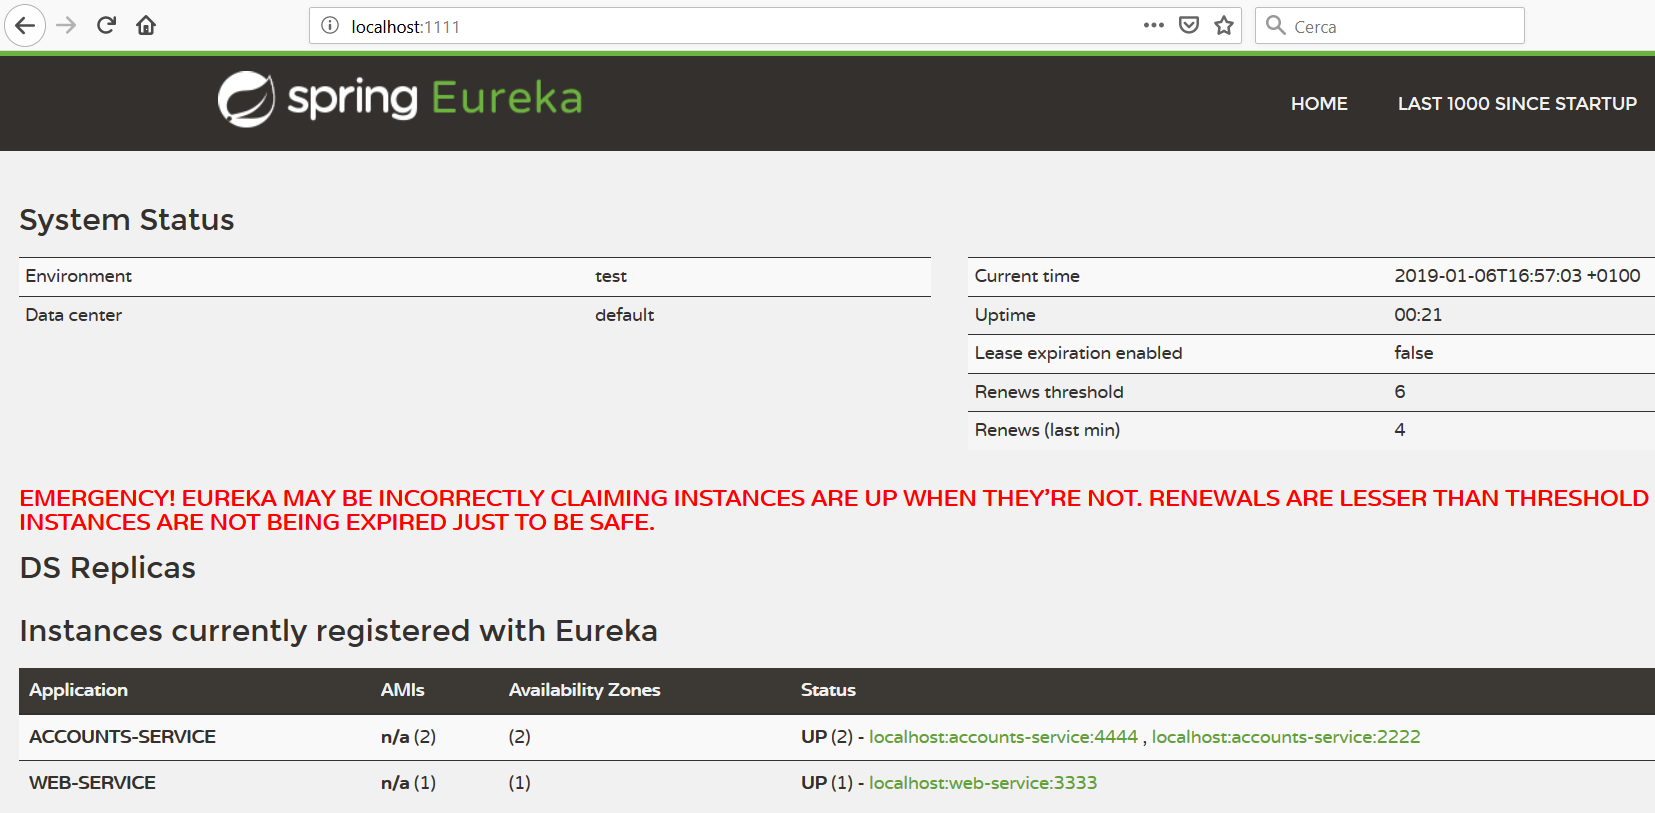 localhost:1111
Cerca
spring Eureka
HOME LAST 1000 SINCE STARTUP
System Status
Environment test
Data center default
Current time 2019-01-06T16:57:03 +0100
Uptime 00:21
Lease expiration enabled false
Renews threshold 6
Renews (last min) 4
EMERGENCY! EUREKA MAY BE INCORRECTLY CLAIMING INSTANCES ARE UP WHEN THEY’RE NOT. RENEWALS ARE LESSER THAN THRESHOLD
INSTANCES ARE NOT BEING EXPIRED JUST TO BE SAFE.
DS Replicas
Instances currently registered with Eureka
Application AMIs Availability Zones Status
ACCOUNTS-SERVICE n/a (2) (2) UP (2) - localhost:accounts-service:4444 , localhost:accounts-service:2222
WEB-SERVICE n/a (1) (1) UP (1) - localhost:web-service:3333